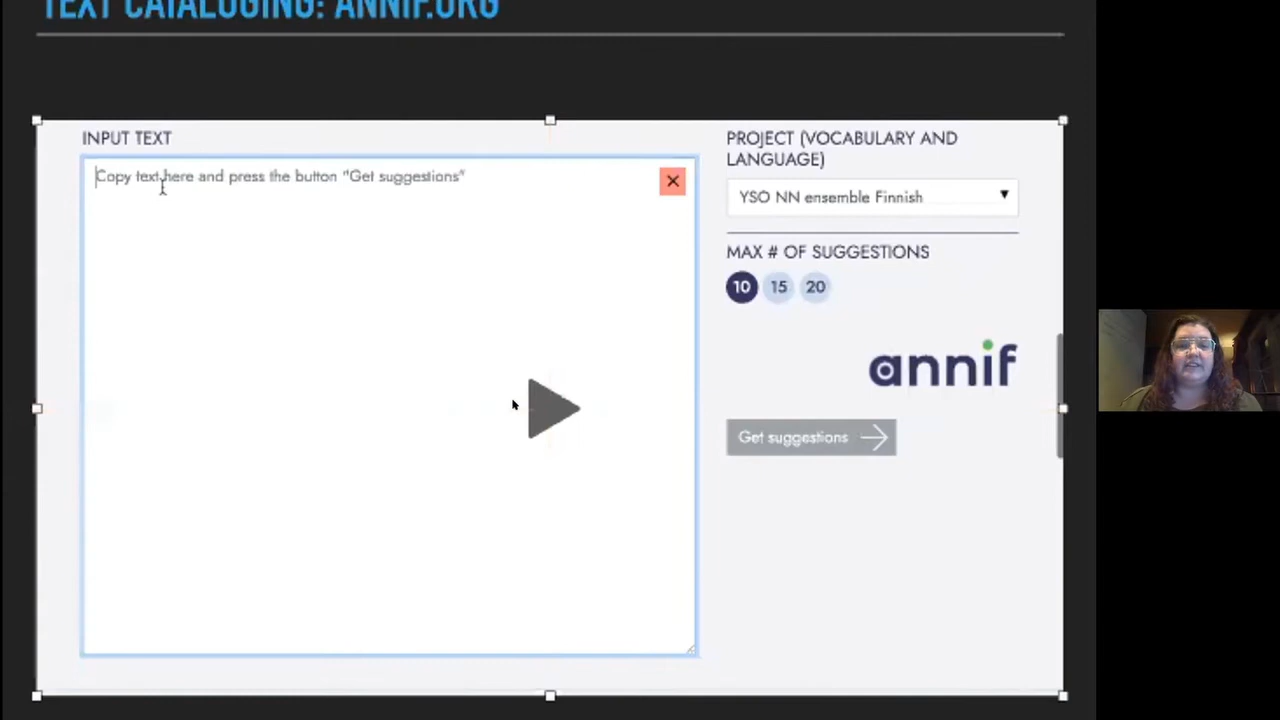 TEXT CATALOGING: ANNIF.ORG
INPUT TEXT
Copy text here and press the button "Get suggestions"
PROJECT (VOCABULARY AND
LANGUAGE)
YSO NN ensemble Finnish
MAX # OF SUGGESTIONS
10 15 20
annif
Get suggestions